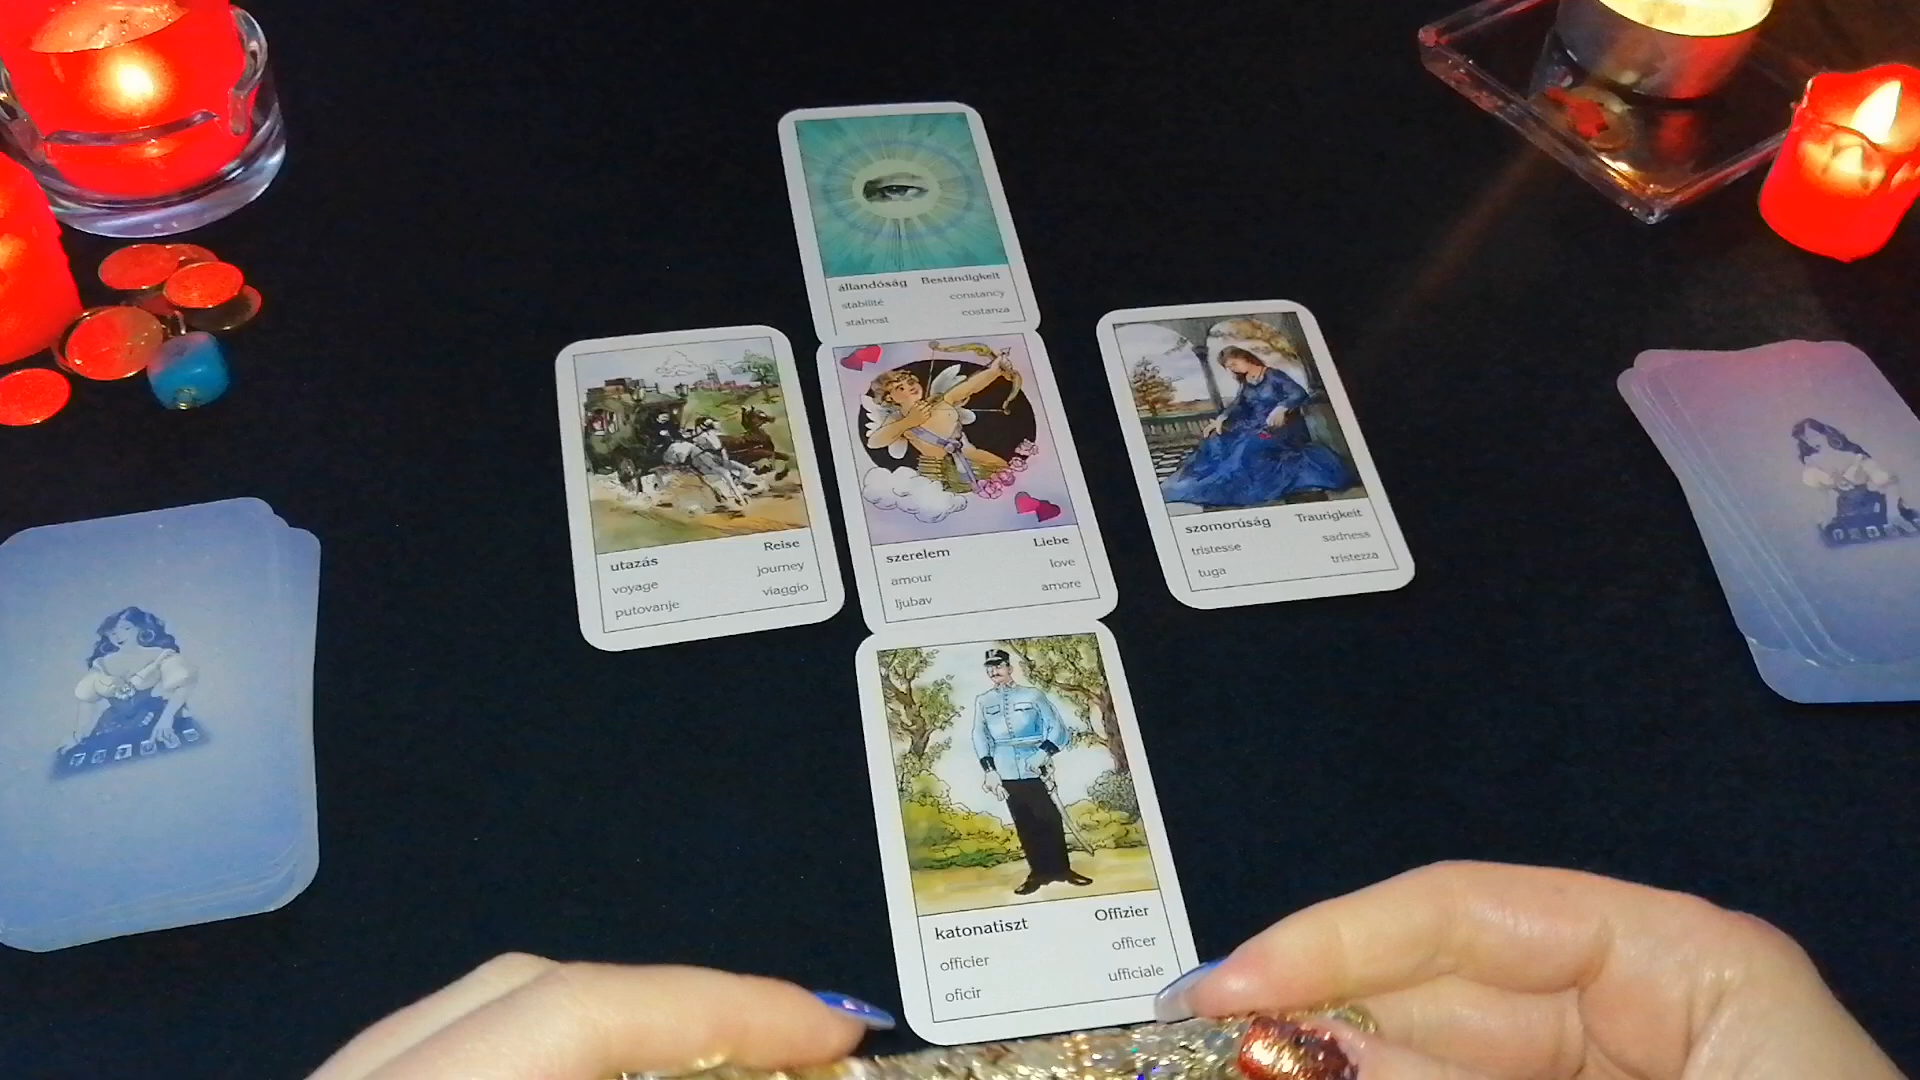 állandóság Beständigkeit
stabilité constancy
stalnost costanza
utazás Reise
voyage journey
putovanje viaggio
szerelem Liebe
amour love
ljubav amore
szomorúság Traurigkeit
tristesse sadness
tuga tristezza
katonatiszt Offizier
officier officer
oficir ufficiale